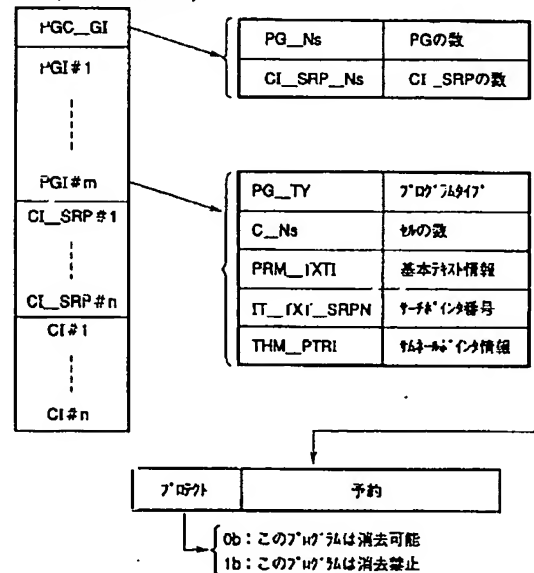 PGC_GI
PGI#1
PGI#m
CI_SRP#1
CI_SRP#n
CI#1
CI#n
PG_Ns PGの数
CI_SRP_Ns CI_SRPの数
PG_TY プログラムタイプ
C_Ns セルの数
PRM_TXTI 基本テキスト情報
IT_TXT_SRPN サーチポインタ番号
THM_PTRI サムネールポインタ情報
プロテクト 予約
0b：このプログラムは消去可能
1b：このプログラムは消去禁止